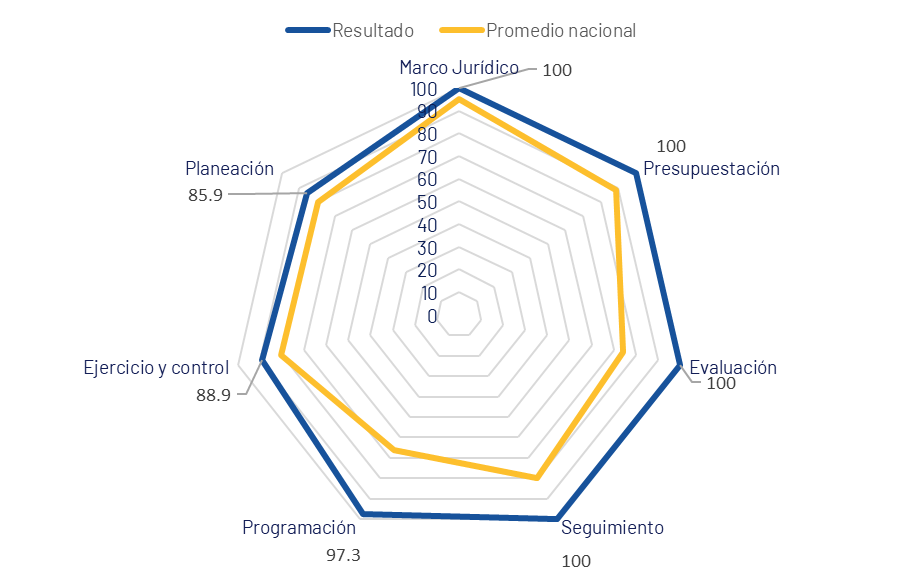 Resultado
Promedio nacional
Marco Jurídico
100
100
90
80
70
60
50
40
30
20
10
0
100
Presupuestación
Evaluación
100
Seguimiento
100
Programación
97.3
Ejercicio y control
88.9
Planeación
85.9